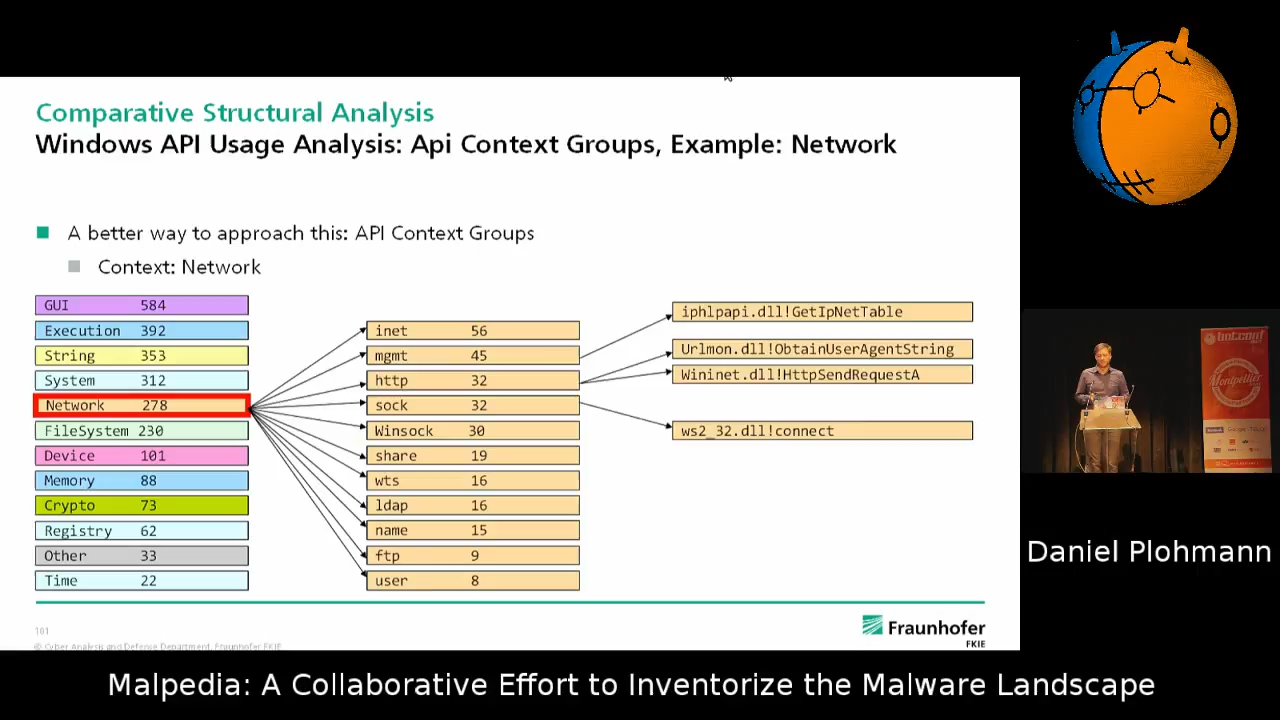 Comparative Structural Analysis
Windows API Usage Analysis: Api Context Groups, Example: Network
A better way to approach this: API Context Groups
Context: Network
GUI 584
Execution 392
String 353
System 312
Network 278
FileSystem 230
Device 101
Memory 88
Crypto 73
Registry 62
Other 33
Time 22
inet 56
mgmt 45
http 32
sock 32
Winsock 30
share 19
wts 16
ldap 16
name 15
ftp 9
user 8
iphlpapi.dll!GetIpNetTable
Urlmon.dll!ObtainUserAgentString
Wininet.dll!HttpSendRequestA
ws2_32.dll!connect
101
© Cyber Analysis and Defense Department, Fraunhofer FKIE
Fraunhofer
FKIE
botconf
Montpellier
Daniel Plohmann
Malpedia: A Collaborative Effort to Inventorize the Malware Landscape